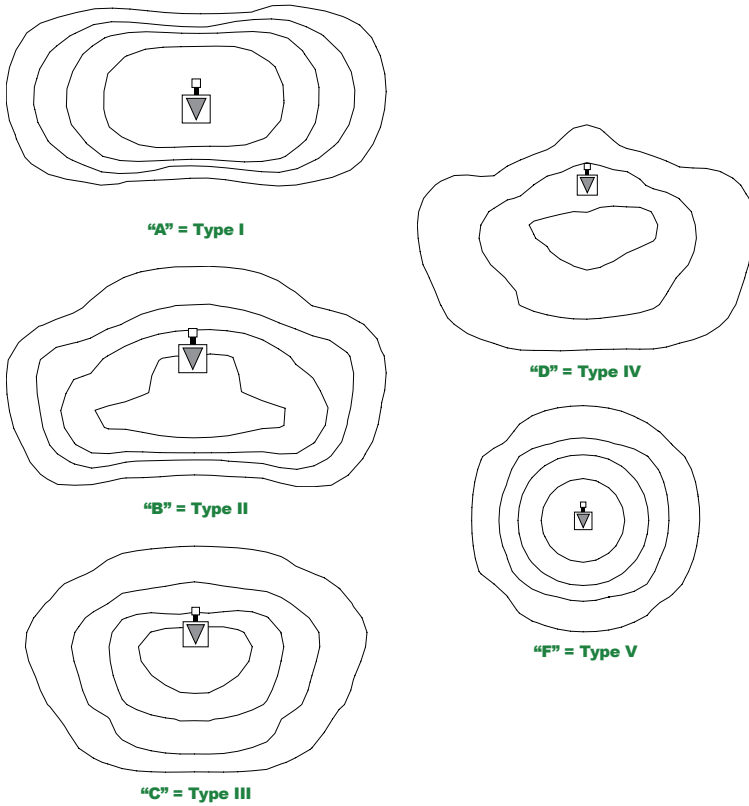 “A” = Type I
“B” = Type II
“C” = Type III
“D” = Type IV
“F” = Type V